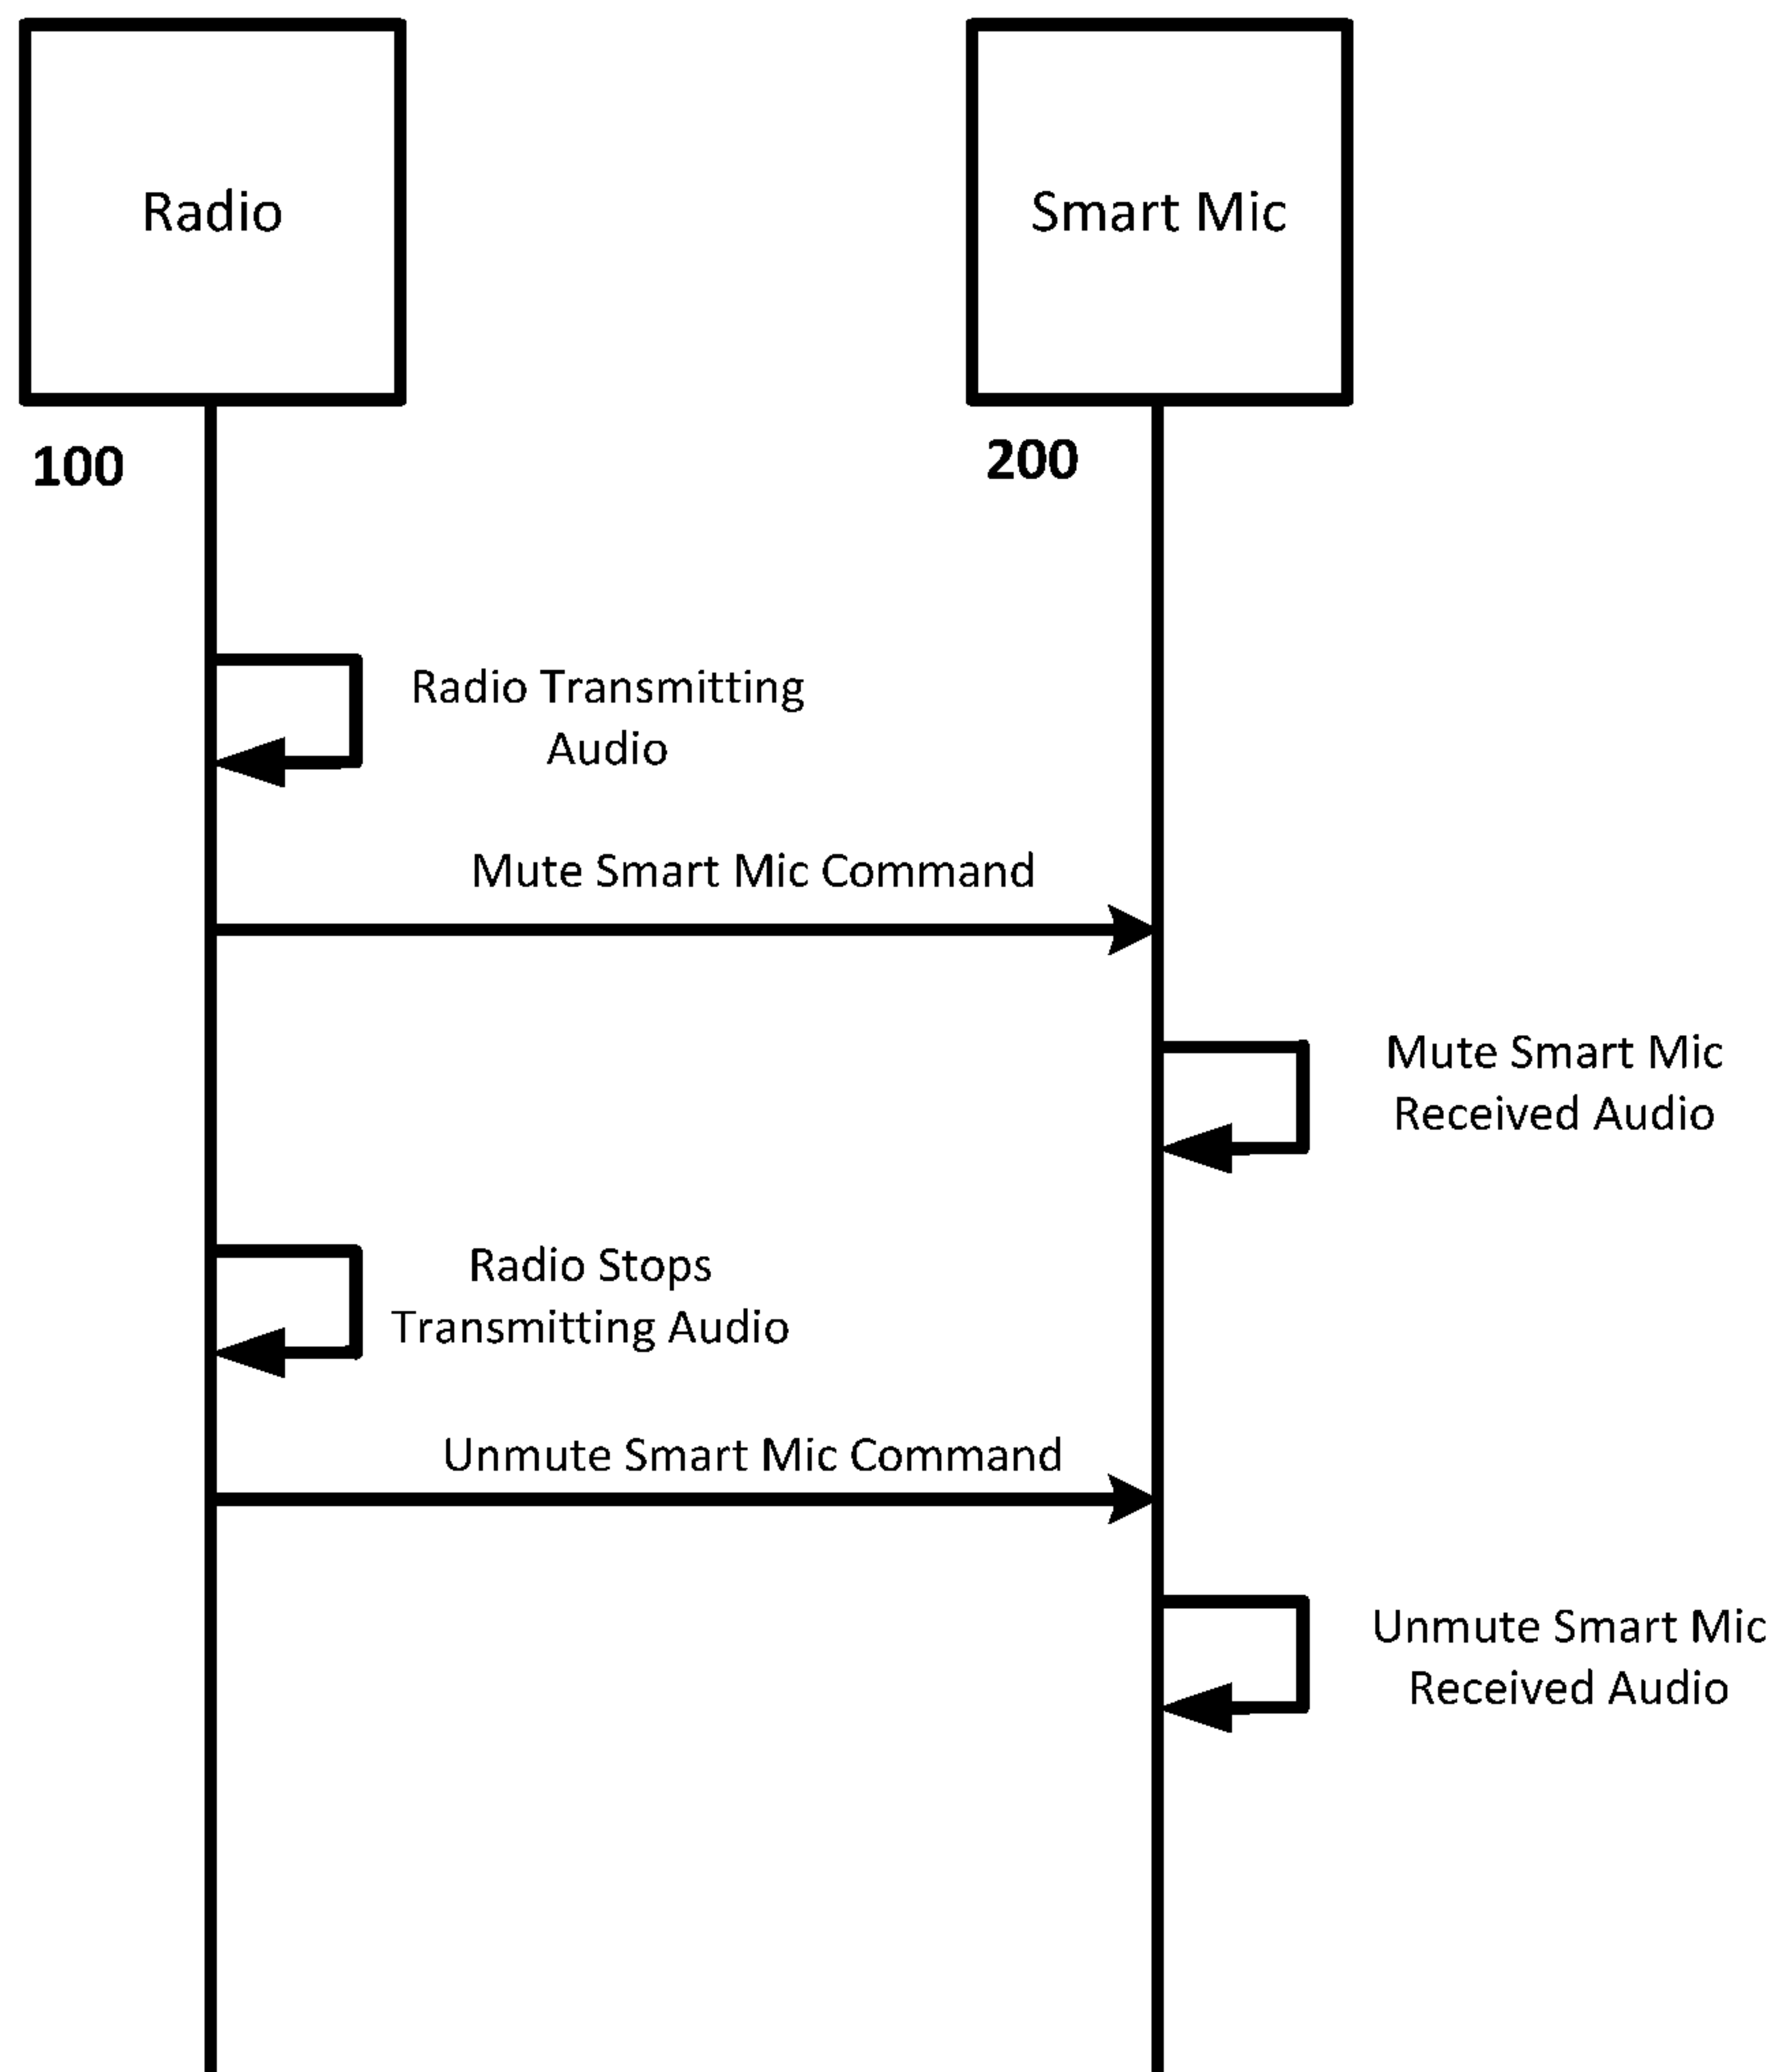 Radio
Smart Mic
100
200
Radio Transmitting
Audio
Mute Smart Mic Command
Mute Smart Mic
Received Audio
Radio Stops
Transmitting Audio
Unmute Smart Mic Command
Unmute Smart Mic
Received Audio